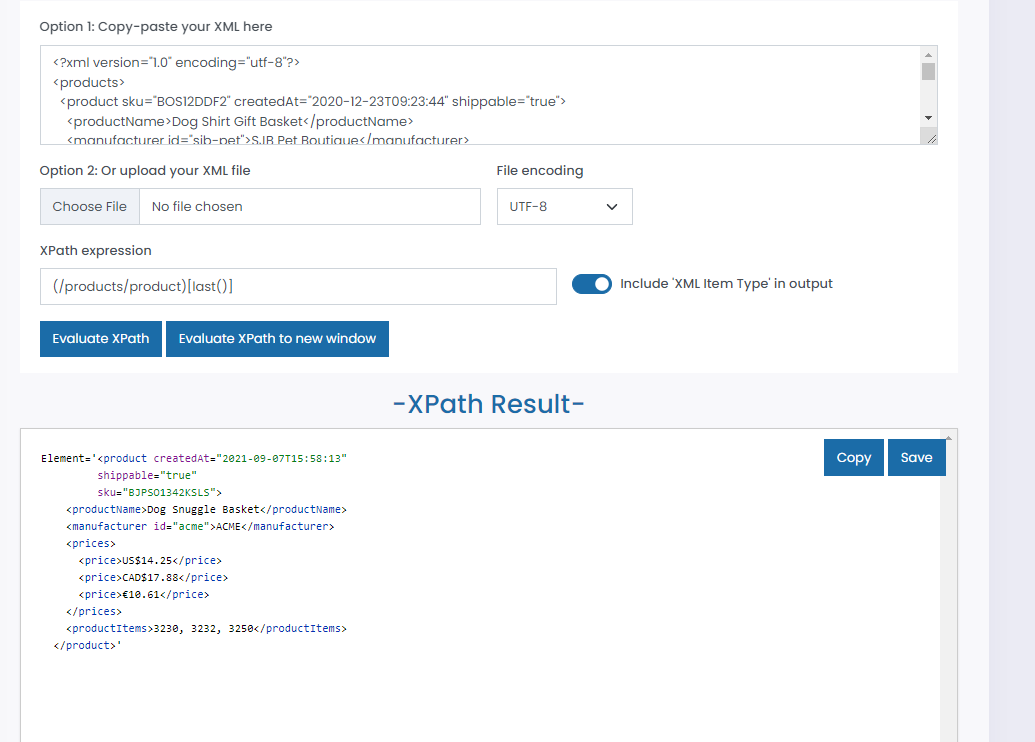 Option 1: Copy-paste your XML here
<?xml version="1.0" encoding="utf-8"?>
<products>
<product sku="BOS12DDF2" createdAt="2020-12-23T09:23:44" shippable="true">
<productName>Dog Shirt Gift Basket</productName>
<manufacturer id="sjb-pet">SJB Pet Boutique</manufacturer>
Option 2: Or upload your XML file
File encoding
Choose File No file chosen
UTF-8
XPath expression
(/products/product)[last()]
Include 'XML Item Type' in output
Evaluate XPath
Evaluate XPath to new window
-XPath Result-
Copy
Save
Element='<product createdAt="2021-09-07T15:58:13"
shippable="true"
sku="BJPSO1342KSLS">
<productName>Dog Snuggle Basket</productName>
<manufacturer id="acme">ACME</manufacturer>
<prices>
<price>US$14.25</price>
<price>CAD$17.88</price>
<price>€10.61</price>
</prices>
<productItems>3230, 3232, 3250</productItems>
</product>'